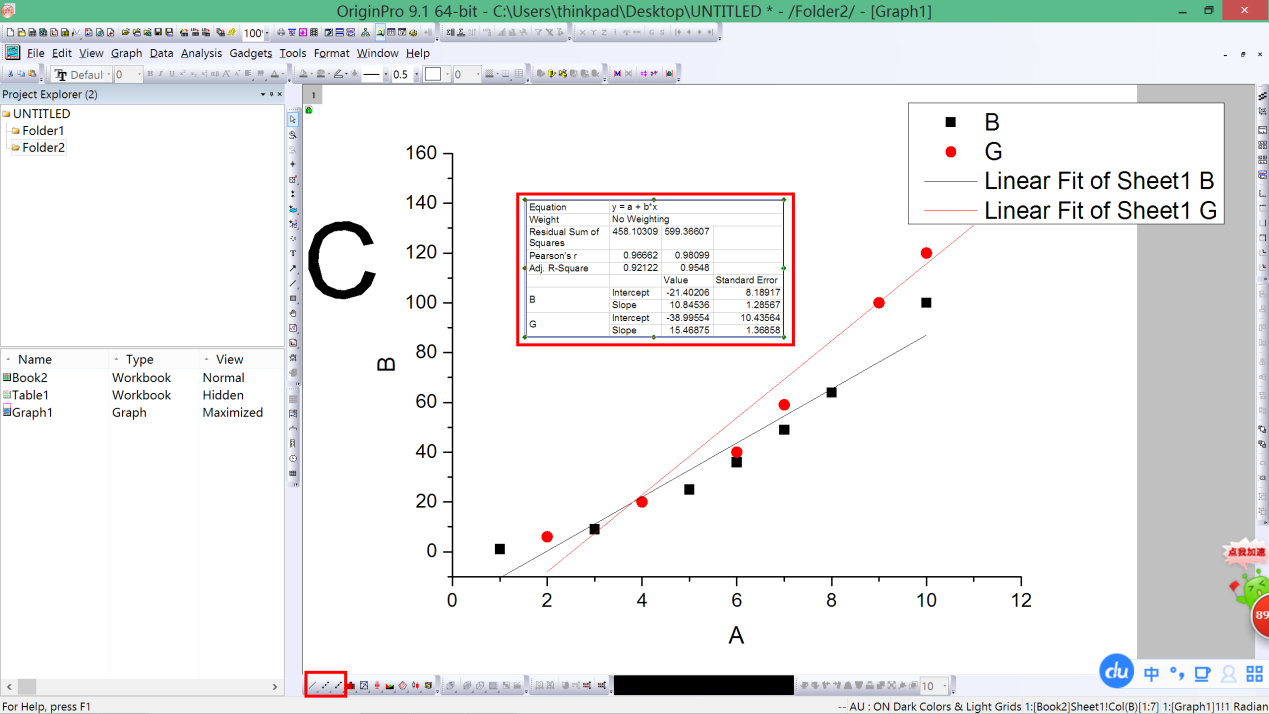 OriginPro 9.1 64-bit - C:\Users\thinkpad\Desktop\UNTITLED * - /Folder2/ - [Graph1]
100%
File Edit View Graph Data Analysis Gadgets Tools Format Window Help
Defaul 0 0.5 0
Project Explorer (2)
UNTITLED
Folder1
Folder2
Name Type View
Book2 Workbook Normal
Table1 Workbook Hidden
Graph1 Graph Maximized
1
C
B
160
140
120
100
80
60
40
20
0
0 2 4 6 8 10 12
A
B
G
Linear Fit of Sheet1 B
Linear Fit of Sheet1 G
Equation y = a + b*x
Weight No Weighting
Residual Sum of Squares 458.10309 599.36607
Pearson's r 0.96662 0.98099
Adj. R-Square 0.92122 0.9548
Value Standard Error
B Intercept -21.40206 8.18917
Slope 10.84536 1.28567
G Intercept -38.99554 10.43564
Slope 15.46875 1.36858
点我加速
89
du 中
10
For Help, press F1
-- AU : ON Dark Colors & Light Grids 1:[Book2]Sheet1!Col(B)[1:7] 1:[Graph1]1!1 Radian